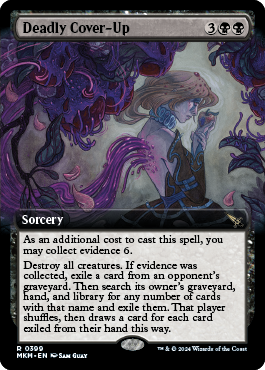 Deadly Cover-Up 3
Sorcery
As an additional cost to cast this spell, you
may collect evidence 6.
Destroy all creatures. If evidence was
collected, exile a card from an opponent's
graveyard. Then search its owner's graveyard,
hand, and library for any number of cards
with that name and exile them. That player
shuffles, then draws a card for each card
exiled from their hand this way.
R 0399
MKM • EN Sam Guay
™ & © 2024 Wizards of the Coast